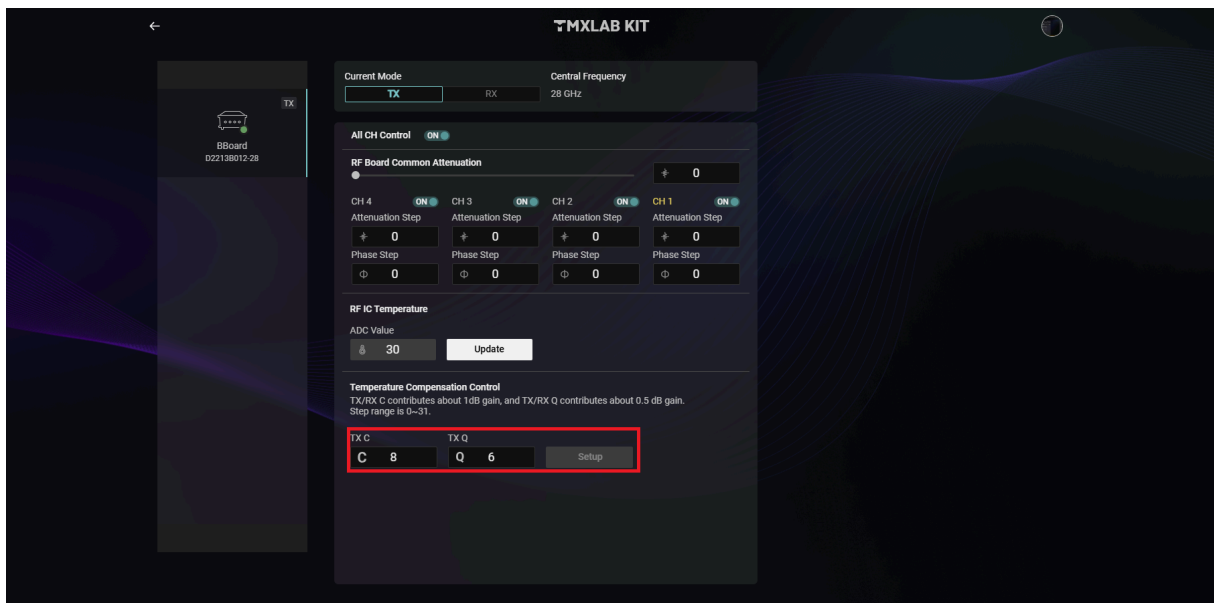 TMXLAB KIT
TX
BBoard
D2213B012-28
Current Mode
Central Frequency
TX
RX
28 GHz
All CH Control ON
RF Board Common Attenuation
0
CH 4 ON CH 3 ON CH 2 ON CH 1 ON
Attenuation Step Attenuation Step Attenuation Step Attenuation Step
0 0 0 0
Phase Step Phase Step Phase Step Phase Step
Φ 0 Φ 0 Φ 0 Φ 0
RF IC Temperature
ADC Value
30 Update
Temperature Compensation Control
TX/RX C contributes about 1dB gain, and TX/RX Q contributes about 0.5 dB gain.
Step range is 0~31.
TX C TX Q
C 8 Q 6 Setup